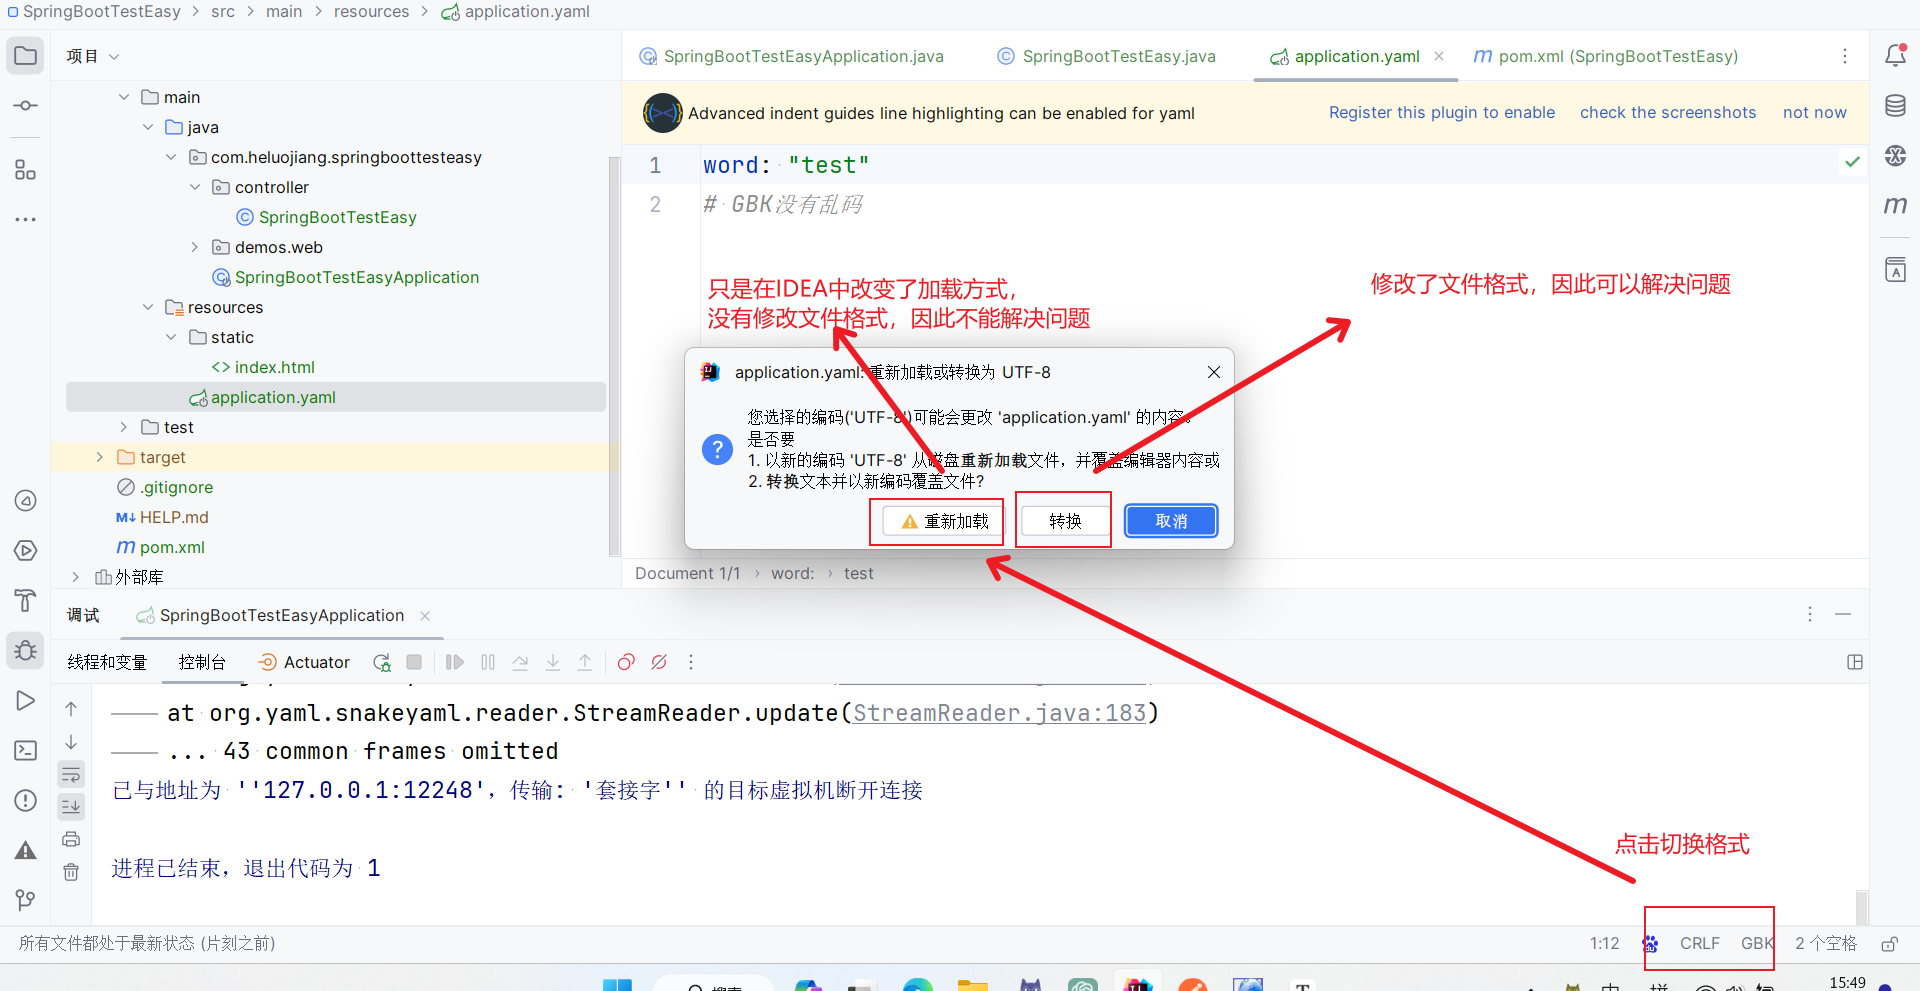 SpringBootTestEasy > src > main > resources > application.yaml
项目
SpringBootTestEasyApplication.java
SpringBootTestEasy.java
application.yaml
pom.xml (SpringBootTestEasy)
main
java
com.heluojiang.springboottesteasy
controller
SpringBootTestEasy
demos.web
SpringBootTestEasyApplication
resources
static
index.html
application.yaml
test
target
.gitignore
HELP.md
pom.xml
外部库
Advanced indent guides line highlighting can be enabled for yaml
Register this plugin to enable
check the screenshots
not now
1 word: "test"
2 # GBK没有乱码
只是在IDEA中改变了加载方式，
没有修改文件格式，因此不能解决问题
修改了文件格式，因此可以解决问题
application.yaml: 重新加载或转换为 UTF-8
您选择的编码('UTF-8')可能会更改 'application.yaml' 的内容。
是否要
1. 以新的编码 'UTF-8' 从磁盘重新加载文件，并覆盖编辑器内容或
2. 转换文本并以新编码覆盖文件?
重新加载
转换
取消
Document 1/1 > word: > test
调试
SpringBootTestEasyApplication
线程和变量
控制台
Actuator
at org.yaml.snakeyaml.reader.StreamReader.update(StreamReader.java:183)
... 43 common frames omitted
已与地址为 ''127.0.0.1:12248'，传输: '套接字'' 的目标虚拟机断开连接
进程已结束，退出代码为 1
点击切换格式
所有文件都处于最新状态 (片刻之前)
1:12
CRLF
GBK
2 个空格
15:49